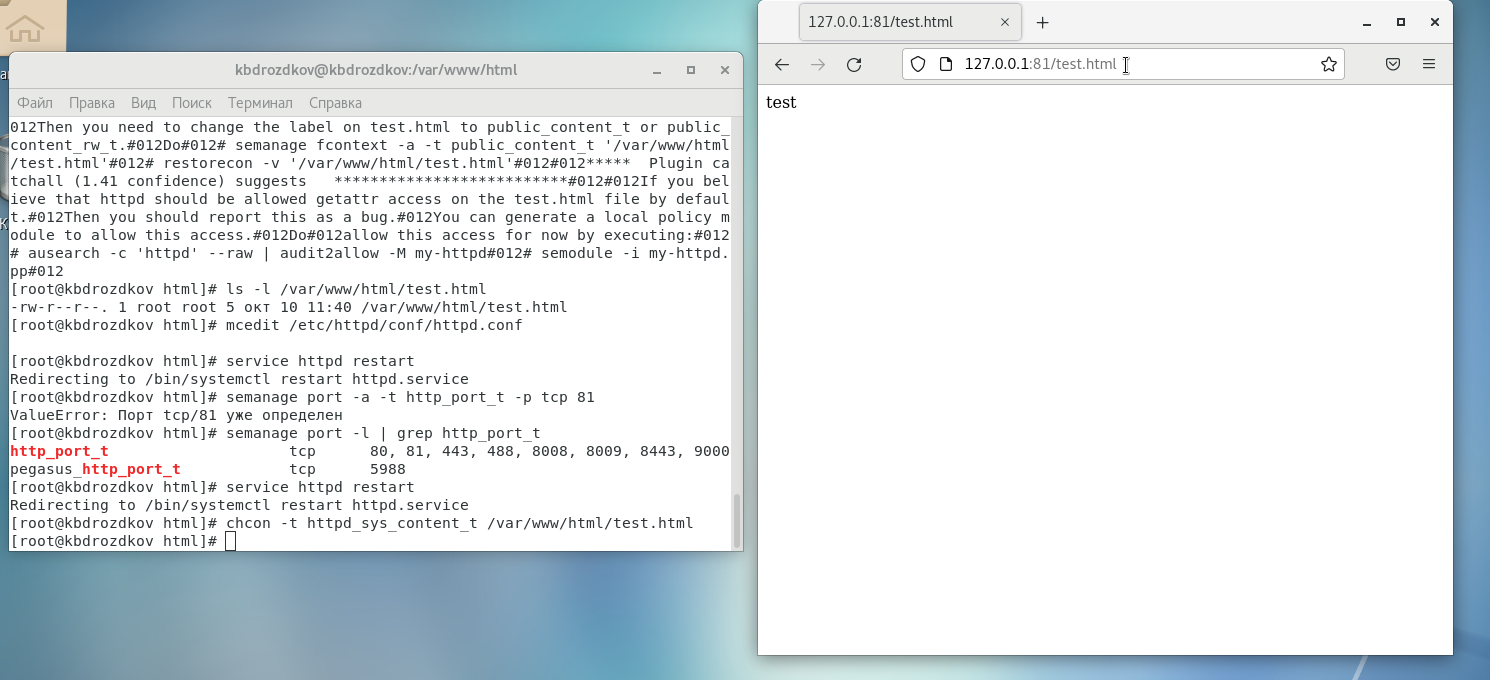 kbdrozdkov@kbdrozdkov:/var/www/html
Файл Правка Вид Поиск Терминал Справка
012Then you need to change the label on test.html to public_content_t or public_
content_rw_t.#012Do#012# semanage fcontext -a -t public_content_t '/var/www/html
/test.html'#012# restorecon -v '/var/www/html/test.html'#012#012*****  Plugin ca
tchall (1.41 confidence) suggests   **************************#012#012If you bel
ieve that httpd should be allowed getattr access on the test.html file by defaul
t.#012Then you should report this as a bug.#012You can generate a local policy m
odule to allow this access.#012Do#012allow this access for now by executing:#012
# ausearch -c 'httpd' --raw | audit2allow -M my-httpd#012# semodule -i my-httpd.
pp#012
[root@kbdrozdkov html]# ls -l /var/www/html/test.html
-rw-r--r--. 1 root root 5 окт 10 11:40 /var/www/html/test.html
[root@kbdrozdkov html]# mcedit /etc/httpd/conf/httpd.conf
[root@kbdrozdkov html]# service httpd restart
Redirecting to /bin/systemctl restart httpd.service
[root@kbdrozdkov html]# semanage port -a -t http_port_t -p tcp 81
ValueError: Порт tcp/81 уже определен
[root@kbdrozdkov html]# semanage port -l | grep http_port_t
http_port_t                    tcp      80, 81, 443, 488, 8008, 8009, 8443, 9000
pegasus_http_port_t            tcp      5988
[root@kbdrozdkov html]# service httpd restart
Redirecting to /bin/systemctl restart httpd.service
[root@kbdrozdkov html]# chcon -t httpd_sys_content_t /var/www/html/test.html
[root@kbdrozdkov html]#
127.0.0.1:81/test.html
127.0.0.1:81/test.html
test